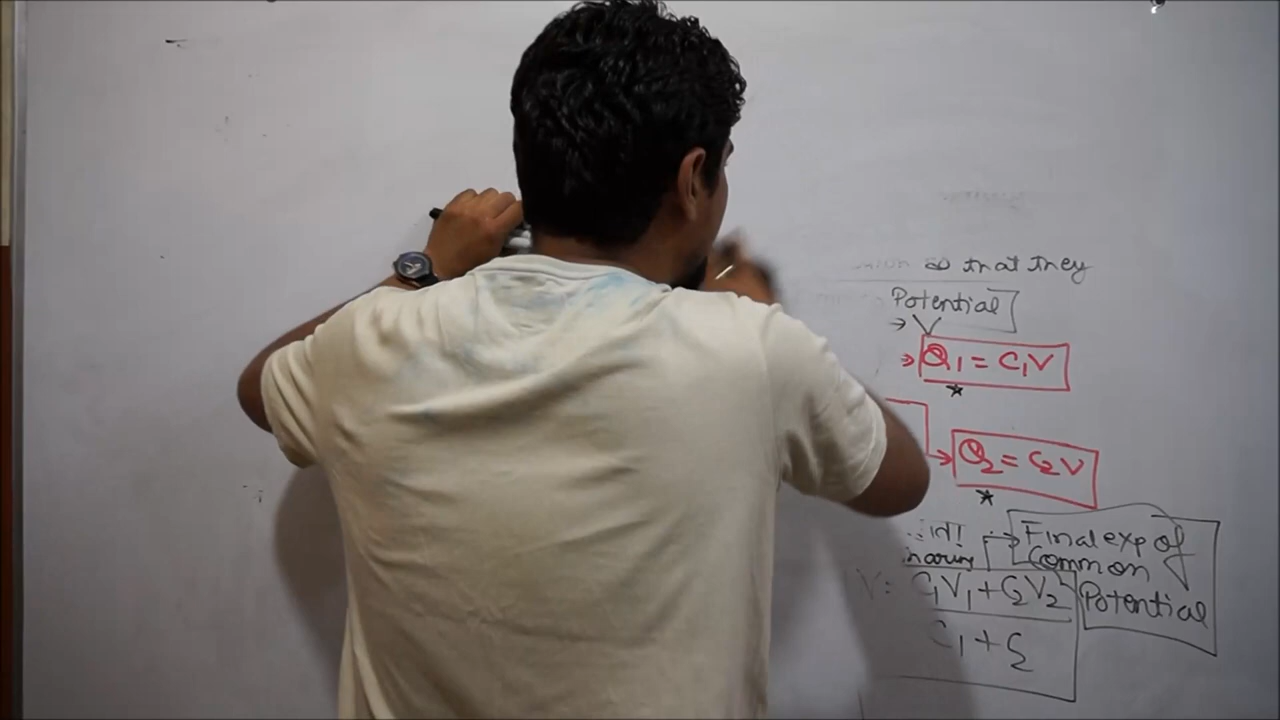 so that they
Potential
→ V
→ Q₁ = C₁V
*
→ Q₂ = C₂V
*
→ Final exp of
Common
Potential
V = C₁V₁ + C₂V₂
C₁ + C₂